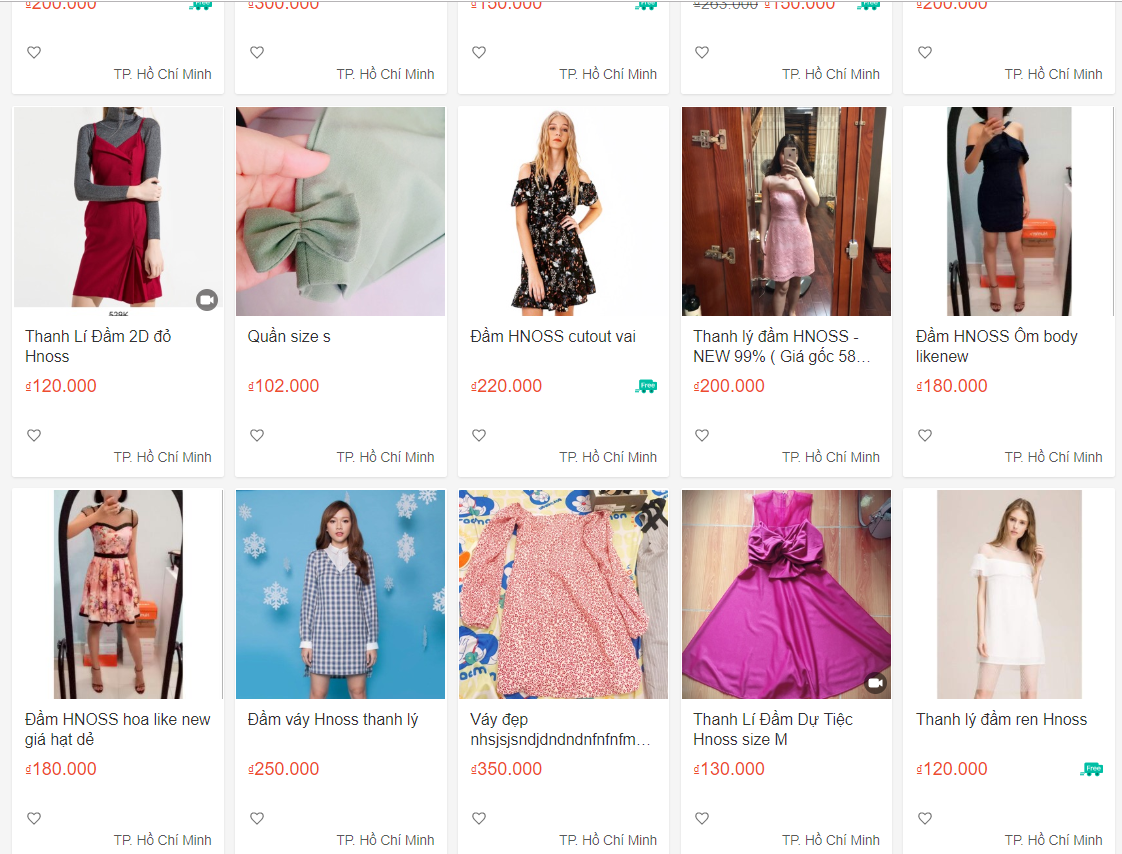 ₫200.000
₫300.000
₫150.000
₫263.000 ₫150.000
₫200.000
TP. Hồ Chí Minh
TP. Hồ Chí Minh
TP. Hồ Chí Minh
TP. Hồ Chí Minh
TP. Hồ Chí Minh
529K
Thanh Lí Đầm 2D đỏ
Hnoss
₫120.000
TP. Hồ Chí Minh
Quần size s
₫102.000
TP. Hồ Chí Minh
Đầm HNOSS cutout vai
₫220.000
Free
TP. Hồ Chí Minh
Thanh lý đầm HNOSS -
NEW 99% ( Giá gốc 58...
₫200.000
TP. Hồ Chí Minh
Đầm HNOSS Ôm body
likenew
₫180.000
TP. Hồ Chí Minh
Đầm HNOSS hoa like new
giá hạt dẻ
₫180.000
TP. Hồ Chí Minh
Đầm váy Hnoss thanh lý
₫250.000
TP. Hồ Chí Minh
Váy đẹp
nhsjsjsndjdndndnfnfnfm...
₫350.000
TP. Hồ Chí Minh
Thanh Lí Đầm Dự Tiệc
Hnoss size M
₫130.000
TP. Hồ Chí Minh
Thanh lý đầm ren Hnoss
₫120.000
Free
TP. Hồ Chí Minh